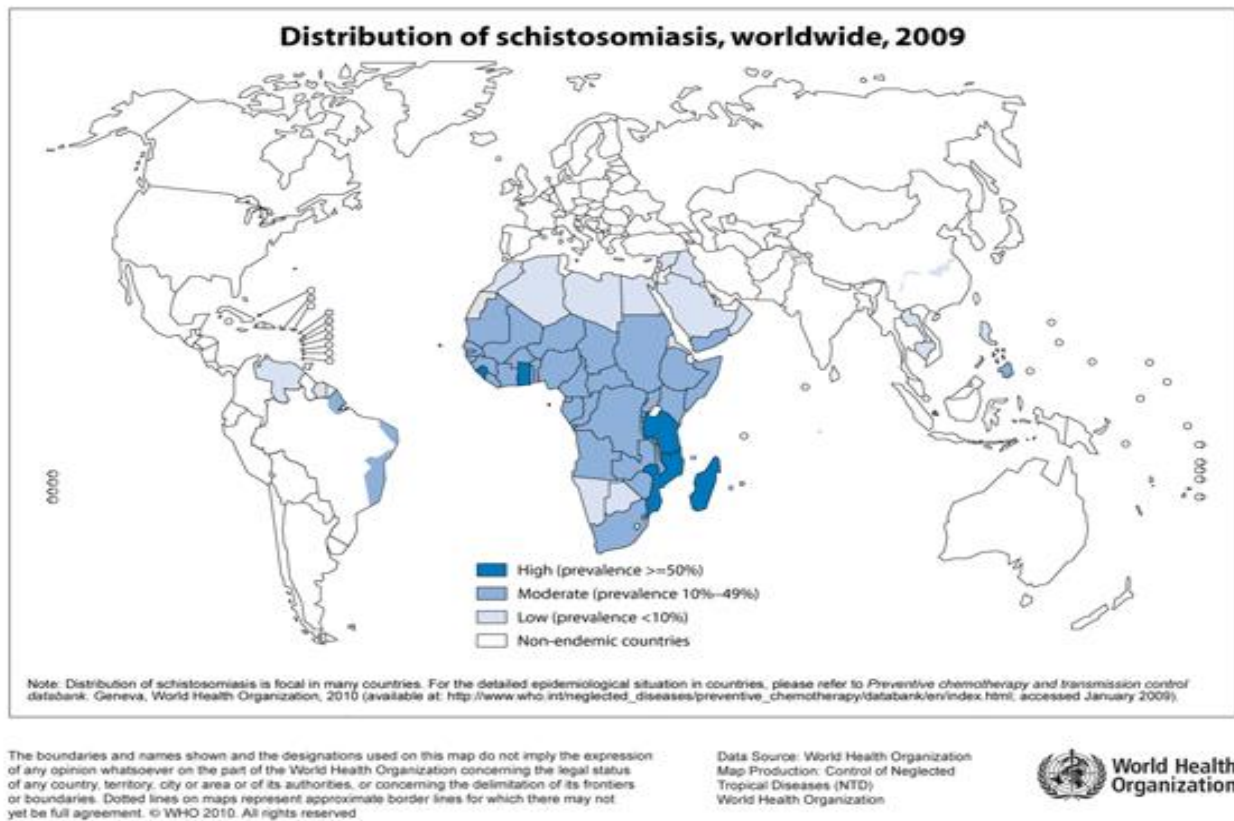 Distribution of schistosomiasis, worldwide, 2009
High (prevalence >=50%)
Moderate (prevalence 10%–49%)
Low (prevalence <10%)
Non-endemic countries
Note: Distribution of schistosomiasis is focal in many countries. For the detailed epidemiological situation in countries, please refer to Preventive chemotherapy and transmission control
databank. Geneva, World Health Organization, 2010 (available at: http://www.who.int/neglected_diseases/preventive_chemotherapy/databank/en/index.html, accessed January 2009).
The boundaries and names shown and the designations used on this map do not imply the expression
of any opinion whatsoever on the part of the World Health Organization concerning the legal status
of any country, territory, city or area or of its authorities, or concerning the delimitation of its frontiers
or boundaries. Dotted lines on maps represent approximate border lines for which there may not
yet be full agreement. © WHO 2010. All rights reserved
Data Source: World Health Organization
Map Production: Control of Neglected
Tropical Diseases (NTD)
World Health Organization
World Health
Organization